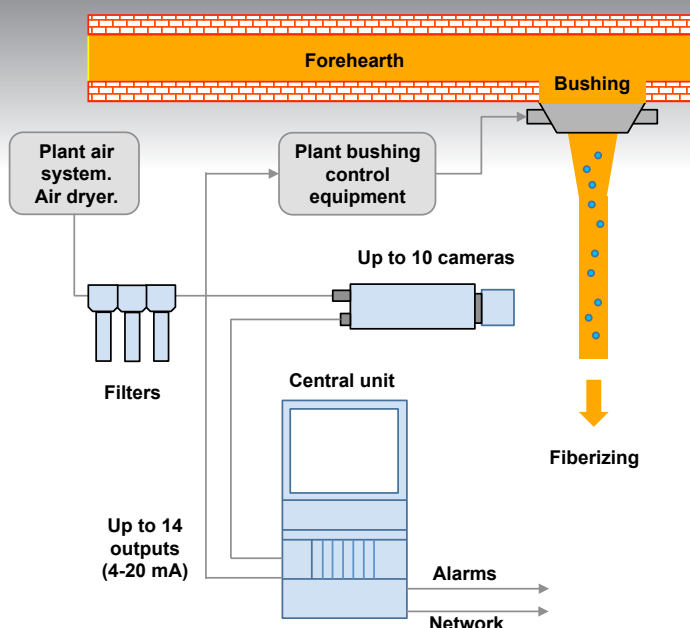 Forehearth
Bushing
Plant air
system.
Air dryer.
Plant bushing
control
equipment
Up to 10 cameras
Filters
Central unit
Fiberizing
Up to 14
outputs
(4-20 mA)
Alarms
Network